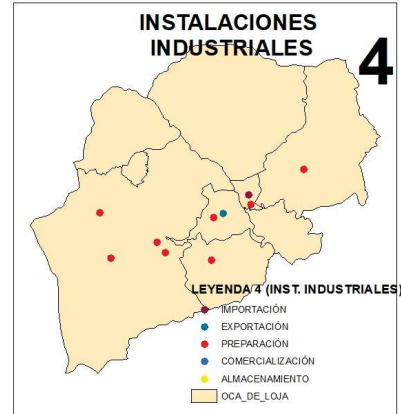 INSTALACIONES
INDUSTRIALES
4
LEYENDA 4 (INST. INDUSTRIALES)
IMPORTACIÓN
EXPORTACIÓN
PREPARACIÓN
COMERCIALIZACIÓN
ALMACENAMIENTO
OCA_DE_LOJA